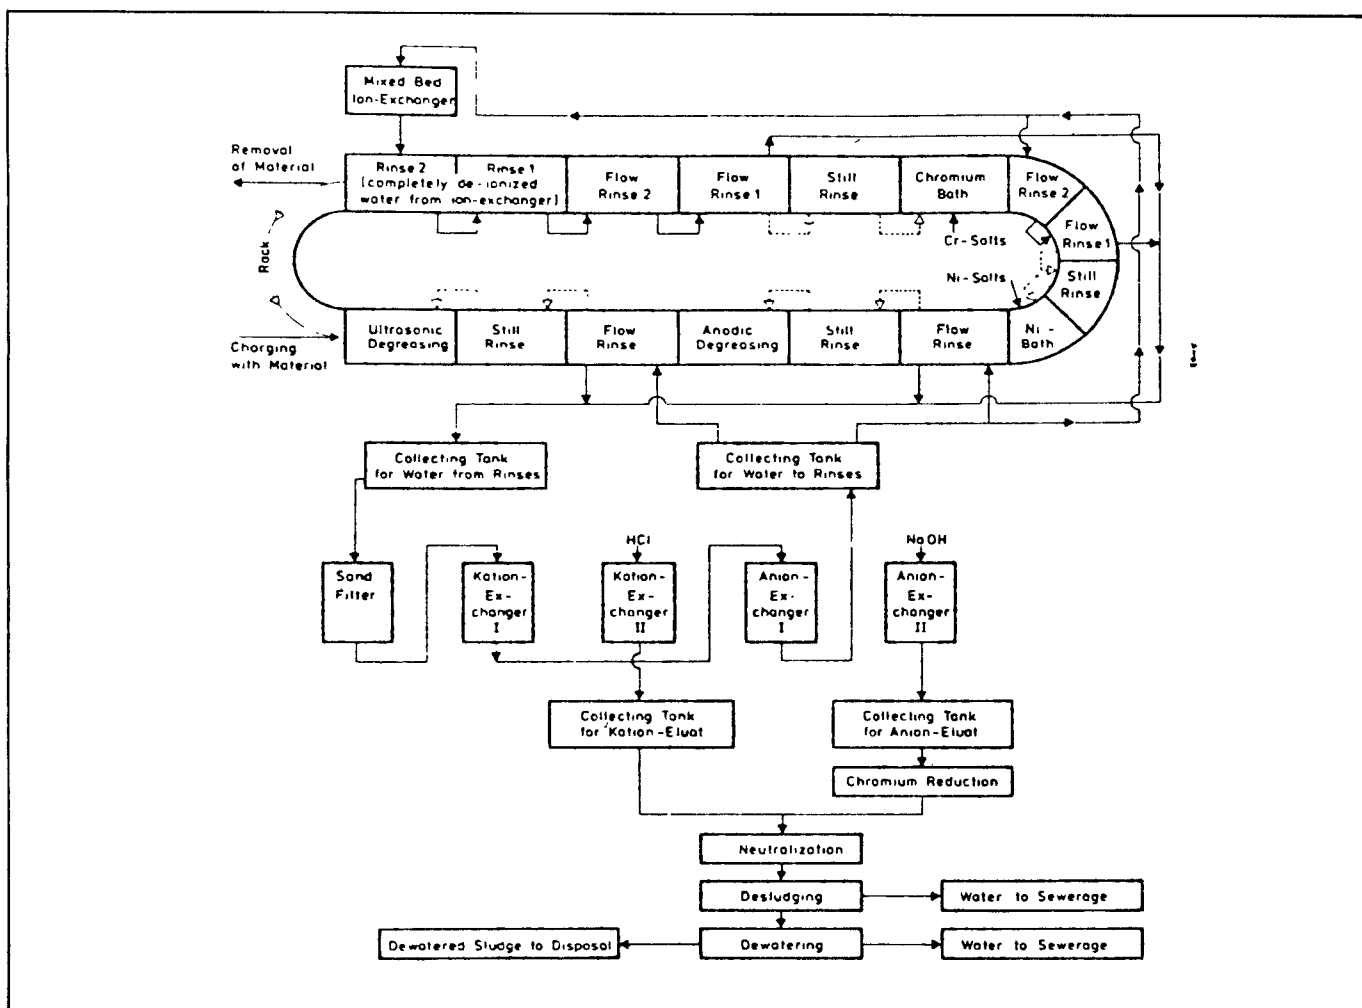 Mixed Bed
Ion-Exchanger
Removal
of Material
Rinse 2
Rinse 1
[completely de-ionized
water from ion-exchanger]
Flow
Rinse 2
Flow
Rinse 1
Still
Rinse
Chromium
Bath
Flow
Rinse 2
Flow
Rinse 1
Still
Rinse
Ni-
Bath
Cr-Salts
Ni-Salts
Rack
Charging
with Material
Ultrasonic
Degreasing
Still
Rinse
Flow
Rinse
Anodic
Degreasing
Still
Rinse
Flow
Rinse
Collecting Tank
for Water from Rinses
Collecting Tank
for Water to Rinses
HCl
NaOH
Sand
Filter
Kation-
Ex-
changer
I
Kation-
Ex-
changer
II
Anion-
Ex-
changer
I
Anion-
Ex-
changer
II
Collecting Tank
for Kation-Eluat
Collecting Tank
for Anion-Eluat
Chromium Reduction
Neutralization
Desludging
Water to Sewerage
Dewatered Sludge to Disposal
Dewatering
Water to Sewerage